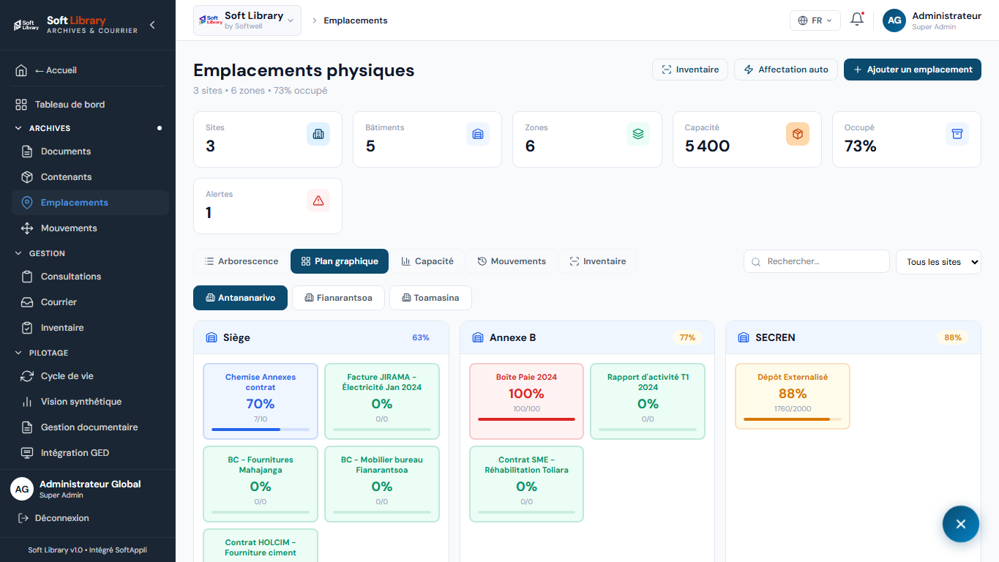 Soft Library
Soft Library
ARCHIVES & COURRIER
← Accueil
Tableau de bord
ARCHIVES
Documents
Contenants
Emplacements
Mouvements
GESTION
Consultations
Courrier
Inventaire
PILOTAGE
Cycle de vie
Vision synthétique
Gestion documentaire
Intégration GED
AG
Administrateur Global
Super Admin
Déconnexion
Soft Library v1.0 • Intégré SoftAppli
Soft Library
Soft Library
by Softwell
Emplacements
FR
AG
Administrateur
Super Admin
Emplacements physiques
3 sites • 6 zones • 73% occupé
Inventaire
Affectation auto
Ajouter un emplacement
Sites
3
Bâtiments
5
Zones
6
Capacité
5 400
Occupé
73%
Alertes
1
Arborescence
Plan graphique
Capacité
Mouvements
Inventaire
Rechercher...
Tous les sites
Antananarivo
Fianarantsoa
Toamasina
Siège
63%
Chemise Annexes
contrat
70%
7/10
Facture JIRAMA -
Électricité Jan 2024
0%
0/0
BC - Fournitures
Mahajanga
0%
0/0
BC - Mobilier bureau
Fianarantsoa
0%
0/0
Contrat HOLCIM -
Fourniture ciment
Annexe B
77%
Boîte Paie 2024
100%
100/100
Rapport d'activité T1
2024
0%
0/0
Contrat SME -
Réhabilitation Toliara
0%
0/0
SECREN
88%
Dépôt Externalisé
88%
1760/2000